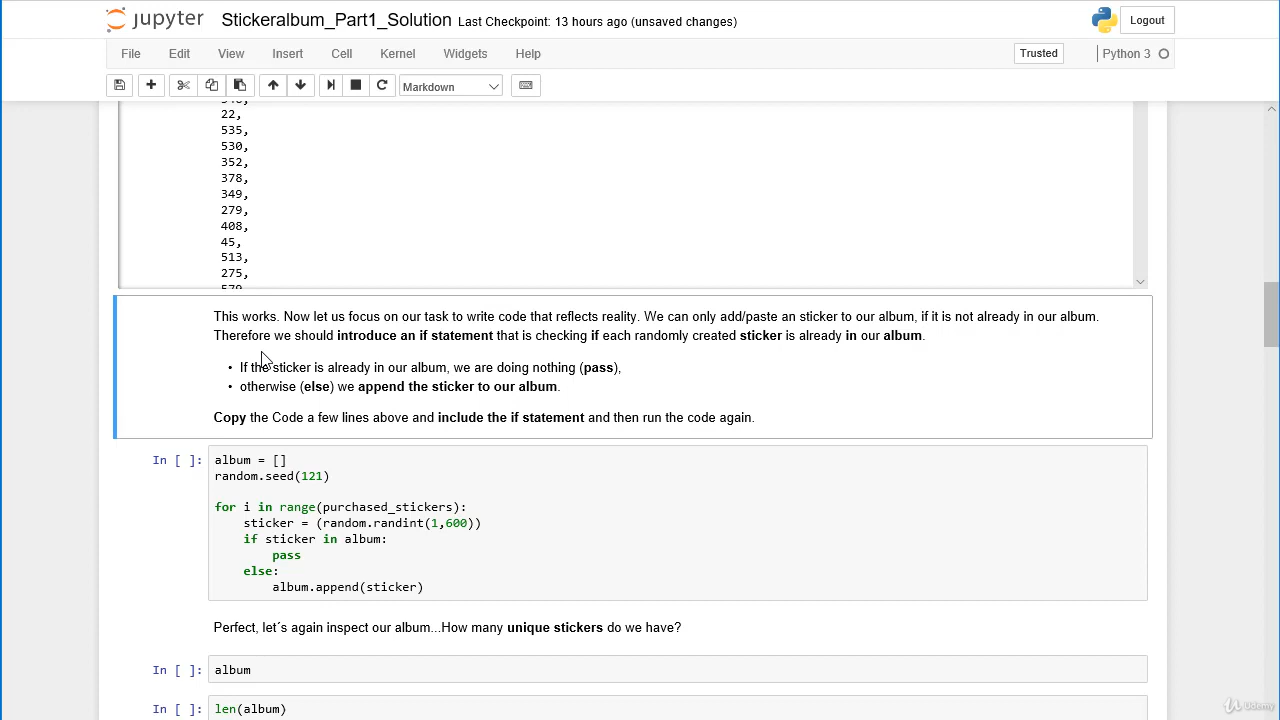 jupyter Stickeralbum_Part1_Solution Last Checkpoint: 13 hours ago (unsaved changes) Logout
File Edit View Insert Cell Kernel Widgets Help Trusted Python 3
Markdown
22,
535,
530,
352,
378,
349,
279,
408,
45,
513,
275,
This works. Now let us focus on our task to write code that reflects reality. We can only add/paste an sticker to our album, if it is not already in our album.
Therefore we should introduce an if statement that is checking if each randomly created sticker is already in our album.
• If the sticker is already in our album, we are doing nothing (pass),
• otherwise (else) we append the sticker to our album.
Copy the Code a few lines above and include the if statement and then run the code again.
In [ ]: album = []
random.seed(121)
for i in range(purchased_stickers):
sticker = (random.randint(1,600))
if sticker in album:
pass
else:
album.append(sticker)
Perfect, let´s again inspect our album...How many unique stickers do we have?
In [ ]: album
In [ ]: len(album)
Udemy